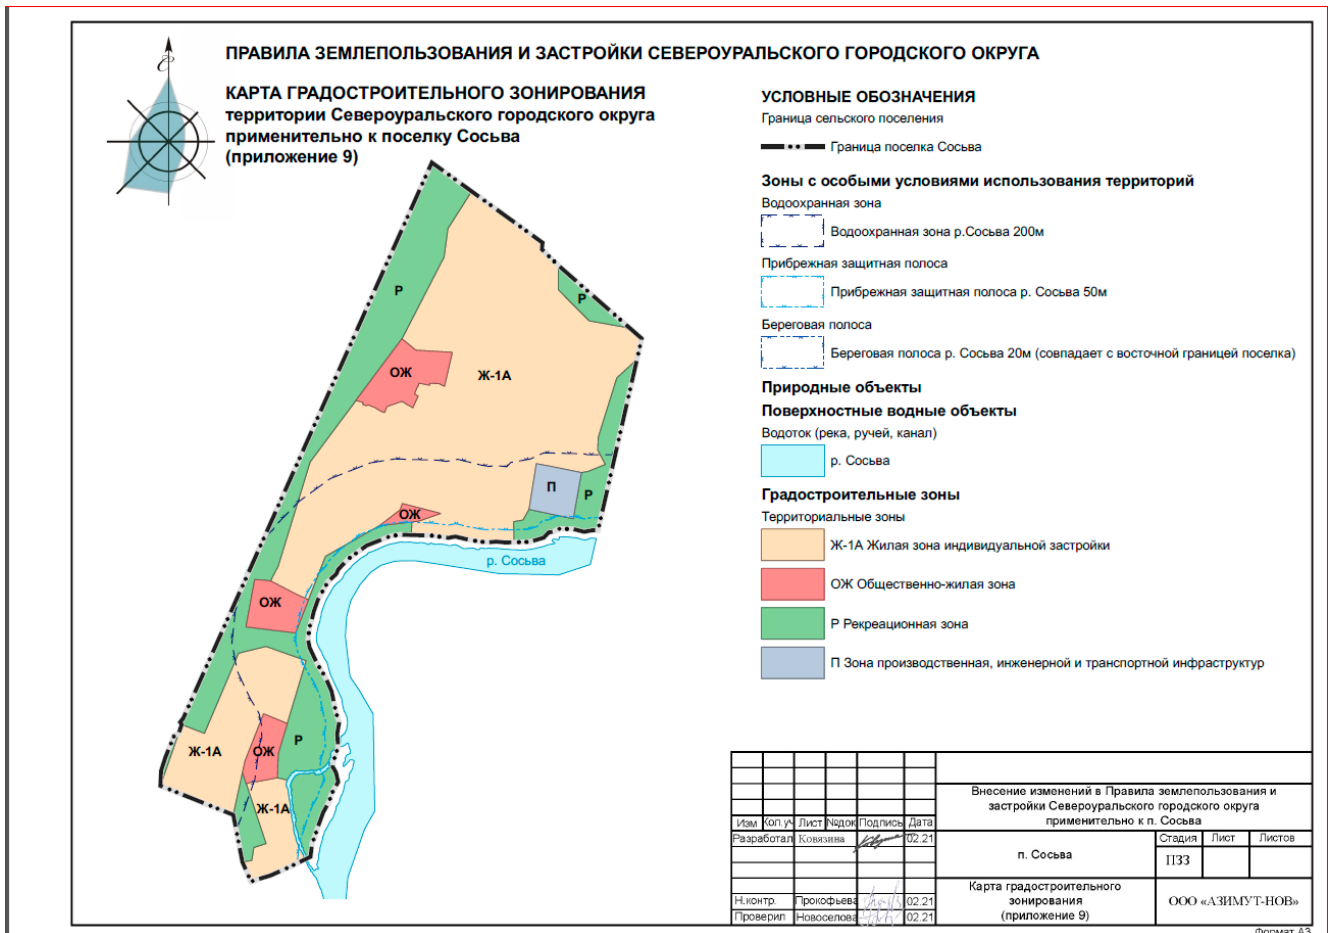 ПРАВИЛА ЗЕМЛЕПОЛЬЗОВАНИЯ И ЗАСТРОЙКИ СЕВЕРОУРАЛЬСКОГО ГОРОДСКОГО ОКРУГА
КАРТА ГРАДОСТРОИТЕЛЬНОГО ЗОНИРОВАНИЯ
территории Североуральского городского округа
применительно к поселку Сосьва
(приложение 9)
С
Р
Р
ОЖ
Ж-1А
П
Р
ОЖ
р. Сосьва
ОЖ
Ж-1А
ОЖ
Р
Ж-1А
УСЛОВНЫЕ ОБОЗНАЧЕНИЯ
Граница сельского поселения
Граница поселка Сосьва
Зоны с особыми условиями использования территорий
Водоохранная зона
Водоохранная зона р.Сосьва 200м
Прибрежная защитная полоса
Прибрежная защитная полоса р. Сосьва 50м
Береговая полоса
Береговая полоса р. Сосьва 20м (совпадает с восточной границей поселка)
Природные объекты
Поверхностные водные объекты
Водоток (река, ручей, канал)
р. Сосьва
Градостроительные зоны
Территориальные зоны
Ж-1А Жилая зона индивидуальной застройки
ОЖ Общественно-жилая зона
Р Рекреационная зона
П Зона производственная, инженерной и транспортной инфраструктур
Внесение изменений в Правила землепользования и
застройки Североуральского городского округа
применительно к п. Сосьва
Изм Кол.уч Лист №док Подпись Дата
Разработал Ковязина 02.21
п. Сосьва
Стадия Лист Листов
ПЗЗ
Н.контр. Прокофьева 02.21
Проверил Новоселова 02.21
Карта градостроительного
зонирования
(приложение 9)
ООО «АЗИМУТ-НОВ»
Формат А3